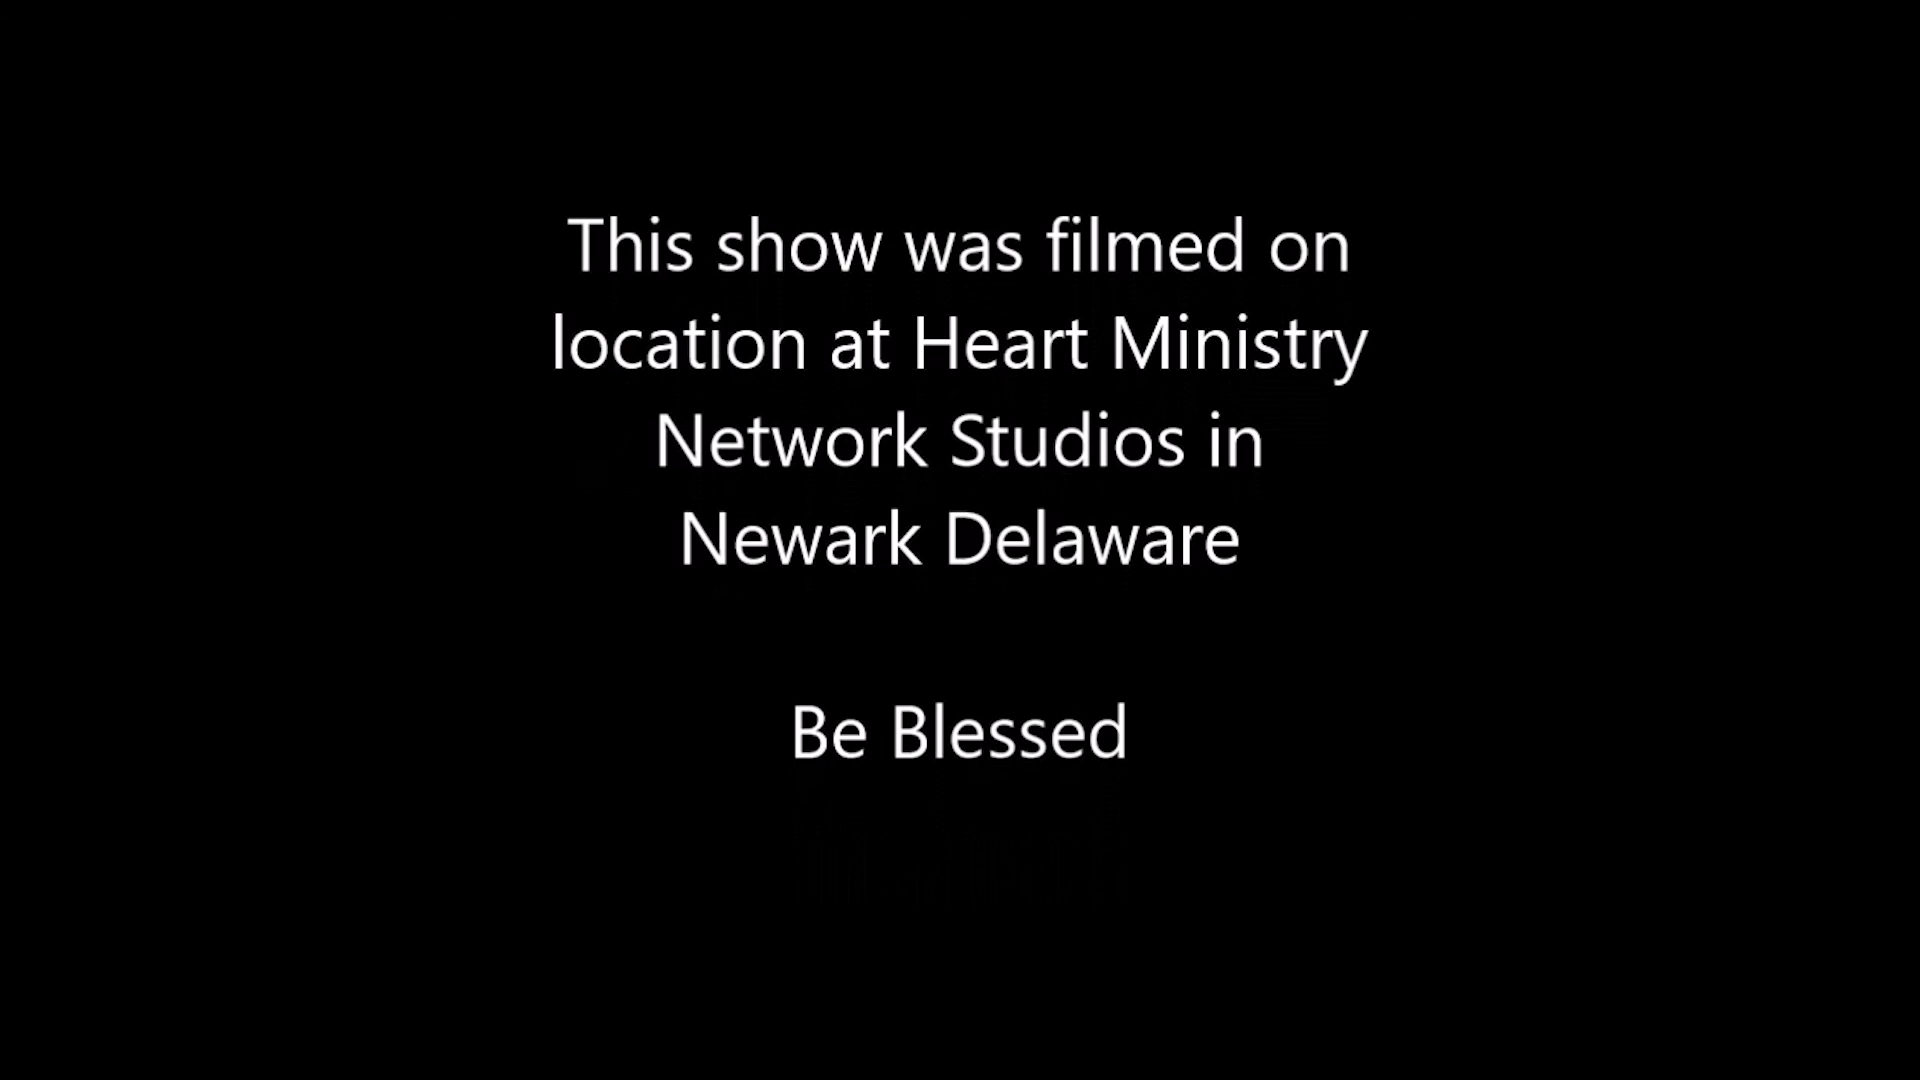 This show was filmed on
location at Heart Ministry
Network Studios in
Newark Delaware
Be Blessed